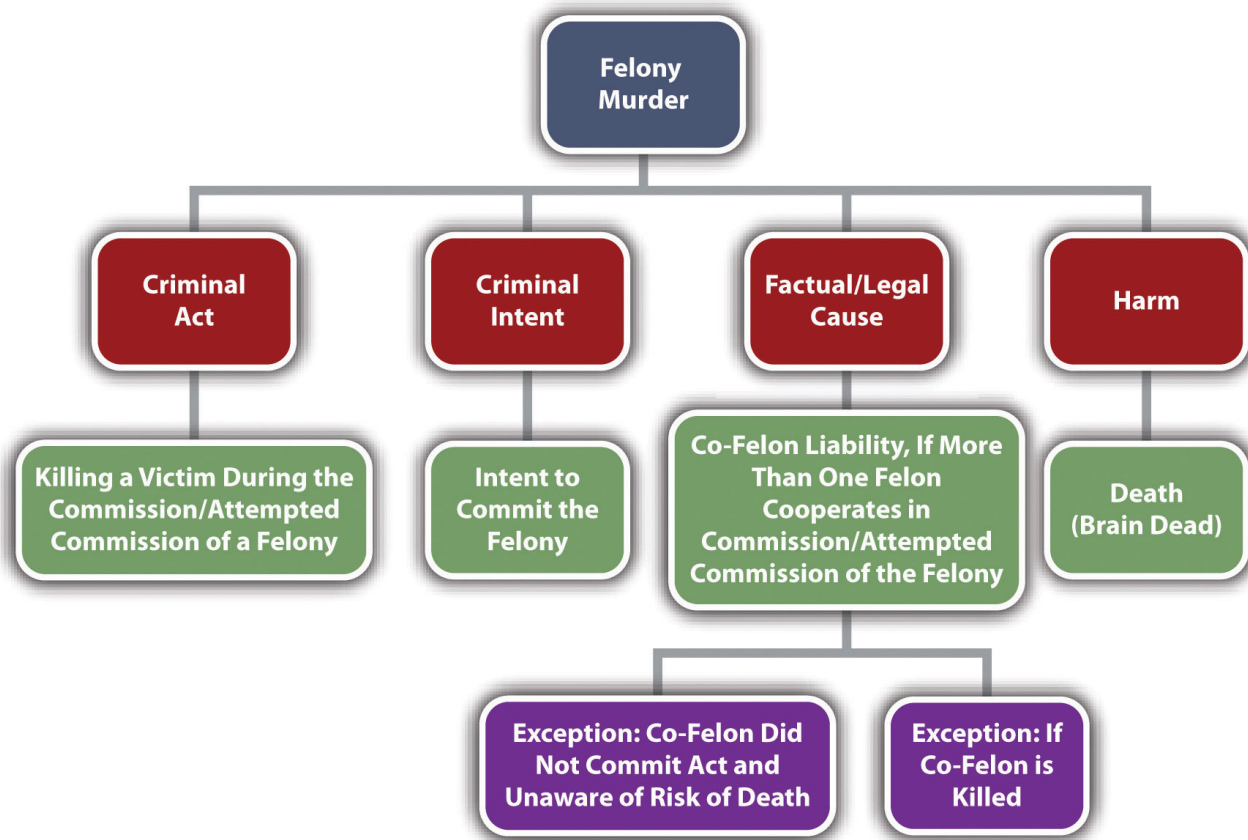 Felony
Murder
Criminal
Act
Criminal
Intent
Factual/Legal
Cause
Harm
Killing a Victim During the
Commission/Attempted
Commission of a Felony
Intent to
Commit the
Felony
Co-Felon Liability, If More
Than One Felon
Cooperates in
Commission/Attempted
Commission of the Felony
Death
(Brain Dead)
Exception: Co-Felon Did
Not Commit Act and
Unaware of Risk of Death
Exception: If
Co-Felon is
Killed